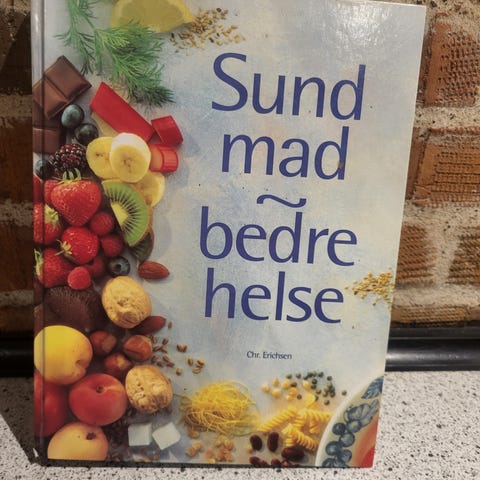 Sund
mad
~
bedre
helse
Chr. Erichsen